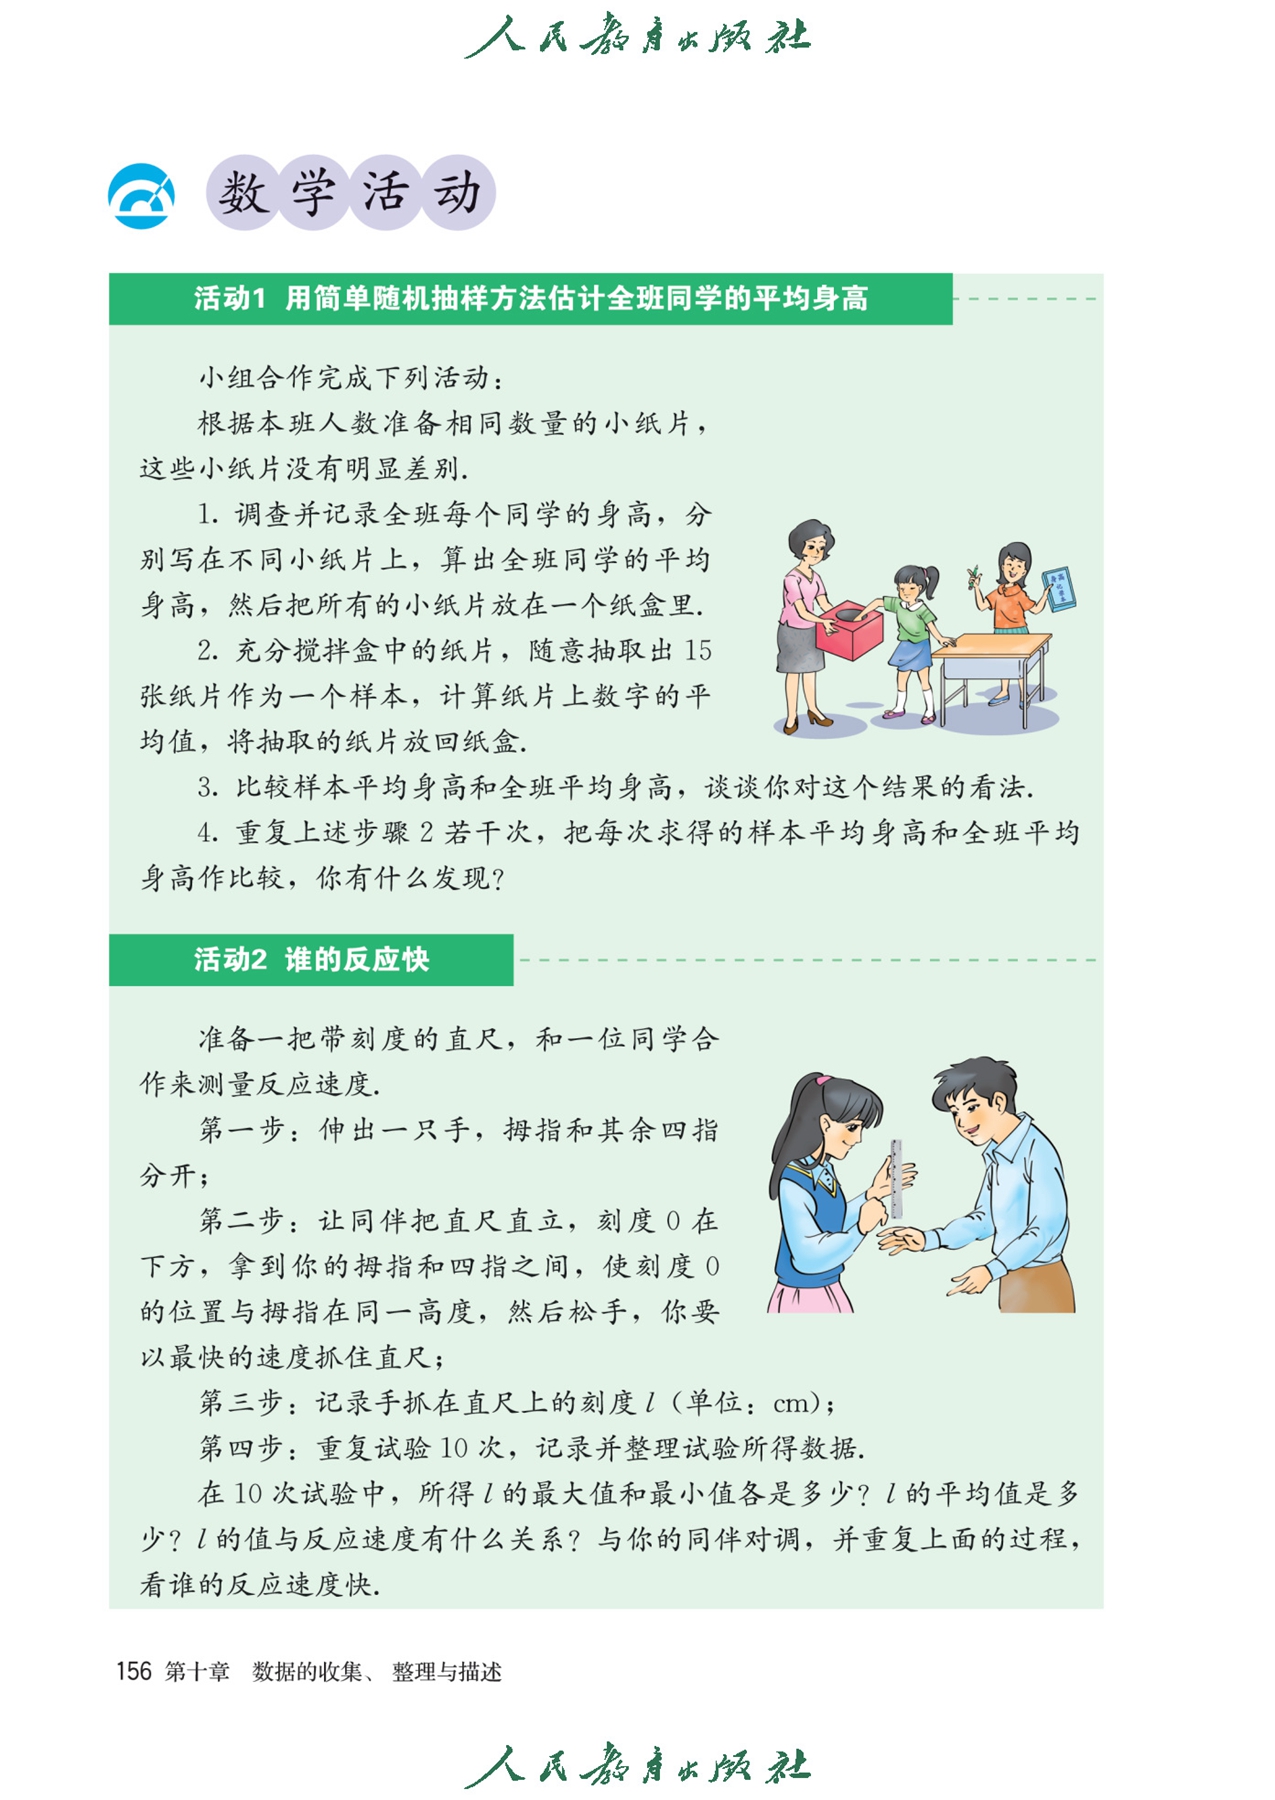 人民教育出版社
数学活动
活动1 用简单随机抽样方法估计全班同学的平均身高
小组合作完成下列活动：
根据本班人数准备相同数量的小纸片，
这些小纸片没有明显差别.
1. 调查并记录全班每个同学的身高，分
别写在不同小纸片上，算出全班同学的平均
身高，然后把所有的小纸片放在一个纸盒里.
2. 充分搅拌盒中的纸片，随意抽取出 15
张纸片作为一个样本，计算纸片上数字的平
均值，将抽取的纸片放回纸盒.
3. 比较样本平均身高和全班平均身高，谈谈你对这个结果的看法.
4. 重复上述步骤 2 若干次，把每次求得的样本平均身高和全班平均
身高作比较，你有什么发现？
活动2 谁的反应快
准备一把带刻度的直尺，和一位同学合
作来测量反应速度.
第一步：伸出一只手，拇指和其余四指
分开；
第二步：让同伴把直尺直立，刻度 0 在
下方，拿到你的拇指和四指之间，使刻度 0
的位置与拇指在同一高度，然后松手，你要
以最快的速度抓住直尺；
第三步：记录手抓在直尺上的刻度 l（单位：cm）；
第四步：重复试验 10 次，记录并整理试验所得数据.
在 10 次试验中，所得 l 的最大值和最小值各是多少？l 的平均值是多
少？l 的值与反应速度有什么关系？与你的同伴对调，并重复上面的过程，
看谁的反应速度快.
156 第十章 数据的收集、整理与描述
人民教育出版社